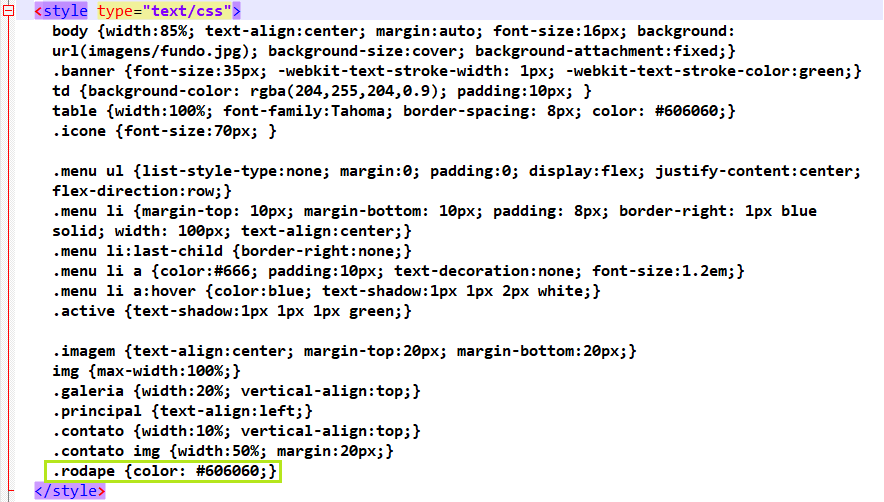 <style type="text/css">
body {width:85%; text-align:center; margin:auto; font-size:16px; background:
url(imagens/fundo.jpg); background-size:cover; background-attachment:fixed;}
.banner {font-size:35px; -webkit-text-stroke-width: 1px; -webkit-text-stroke-color:green;}
td {background-color: rgba(204,255,204,0.9); padding:10px; }
table {width:100%; font-family:Tahoma; border-spacing: 8px; color: #606060;}
.icone {font-size:70px; }
.menu ul {list-style-type:none; margin:0; padding:0; display:flex; justify-content:center;
flex-direction:row;}
.menu li {margin-top: 10px; margin-bottom: 10px; padding: 8px; border-right: 1px blue
solid; width: 100px; text-align:center;}
.menu li:last-child {border-right:none;}
.menu li a {color:#666; padding:10px; text-decoration:none; font-size:1.2em;}
.menu li a:hover {color:blue; text-shadow:1px 1px 2px white;}
.active {text-shadow:1px 1px 1px green;}
.imagem {text-align:center; margin-top:20px; margin-bottom:20px;}
img {max-width:100%;}
.galeria {width:20%; vertical-align:top;}
.principal {text-align:left;}
.contato {width:10%; vertical-align:top;}
.contato img {width:50%; margin:20px;}
.rodape {color: #606060;}
</style>